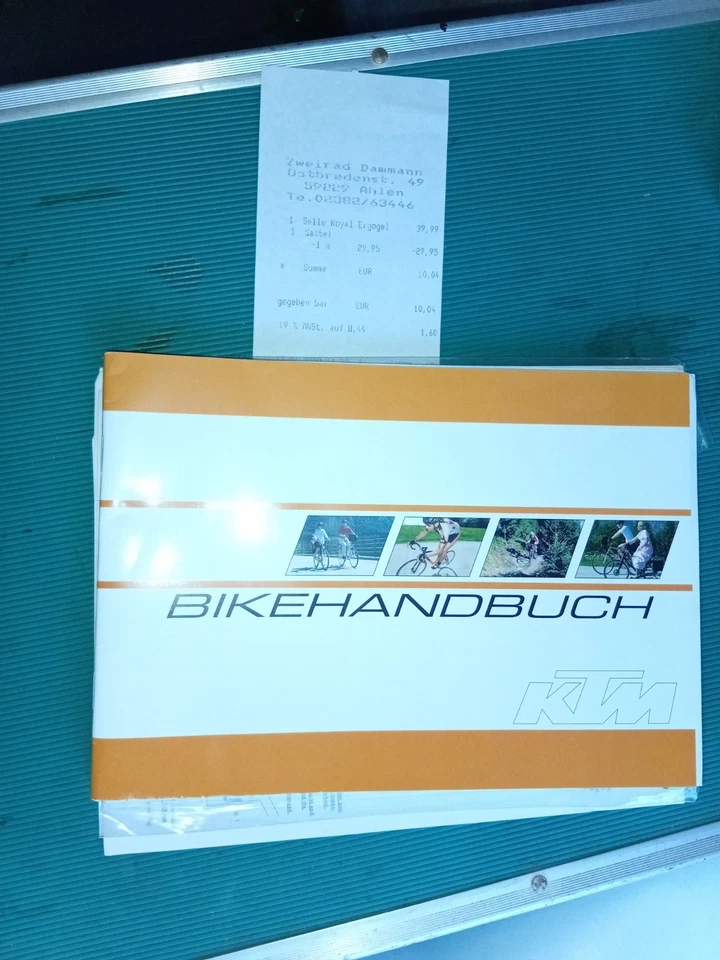 Zweirad Dammann
Ostbredenst. 49
59229 Ahlen
Te.02382/63446
1 Selle Royal Ergogel 39,99
1 Sattel
-1 x 29,95 -29,95
* Summe EUR 10,04
gegeben bar EUR 10,04
19 % MWSt. auf 8,44 1,60
BIKEHANDBUCH
KTM